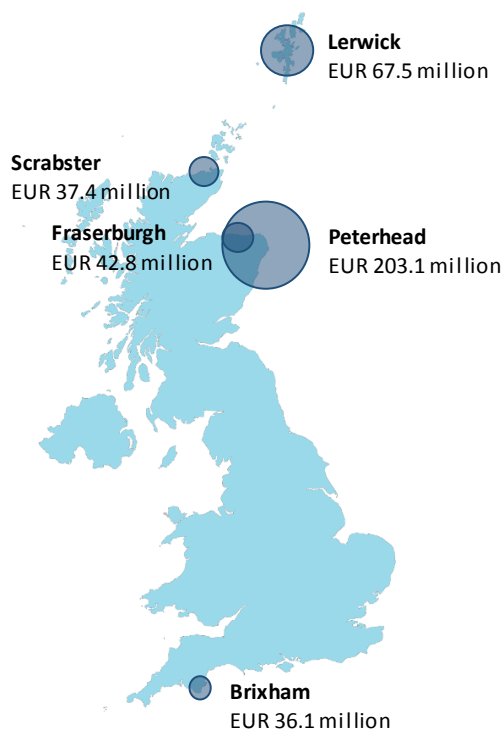 Lerwick
EUR 67.5 million
Scrabster
EUR 37.4 million
Fraserburgh
EUR 42.8 million
Peterhead
EUR 203.1 million
Brixham
EUR 36.1 million